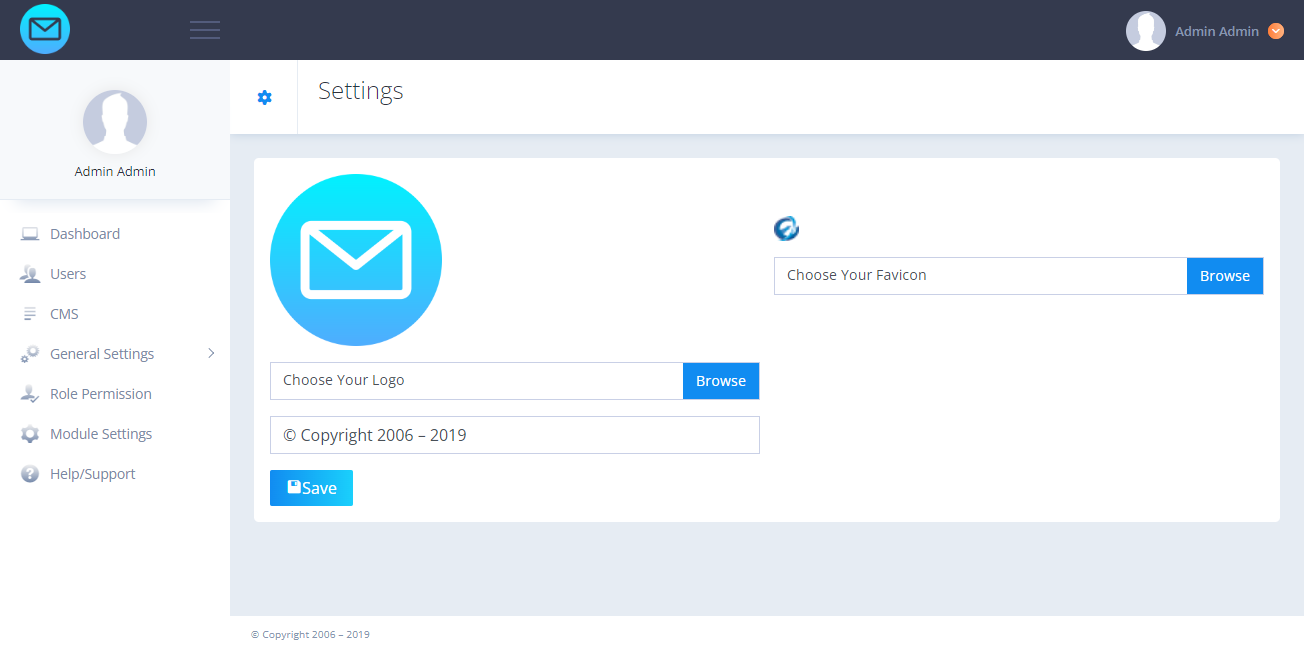 Admin Admin
Admin Admin
Settings
Dashboard
Users
CMS
General Settings
Role Permission
Module Settings
Help/Support
Choose Your Favicon
Browse
Choose Your Logo
Browse
© Copyright 2006 – 2019
Save
© Copyright 2006 – 2019